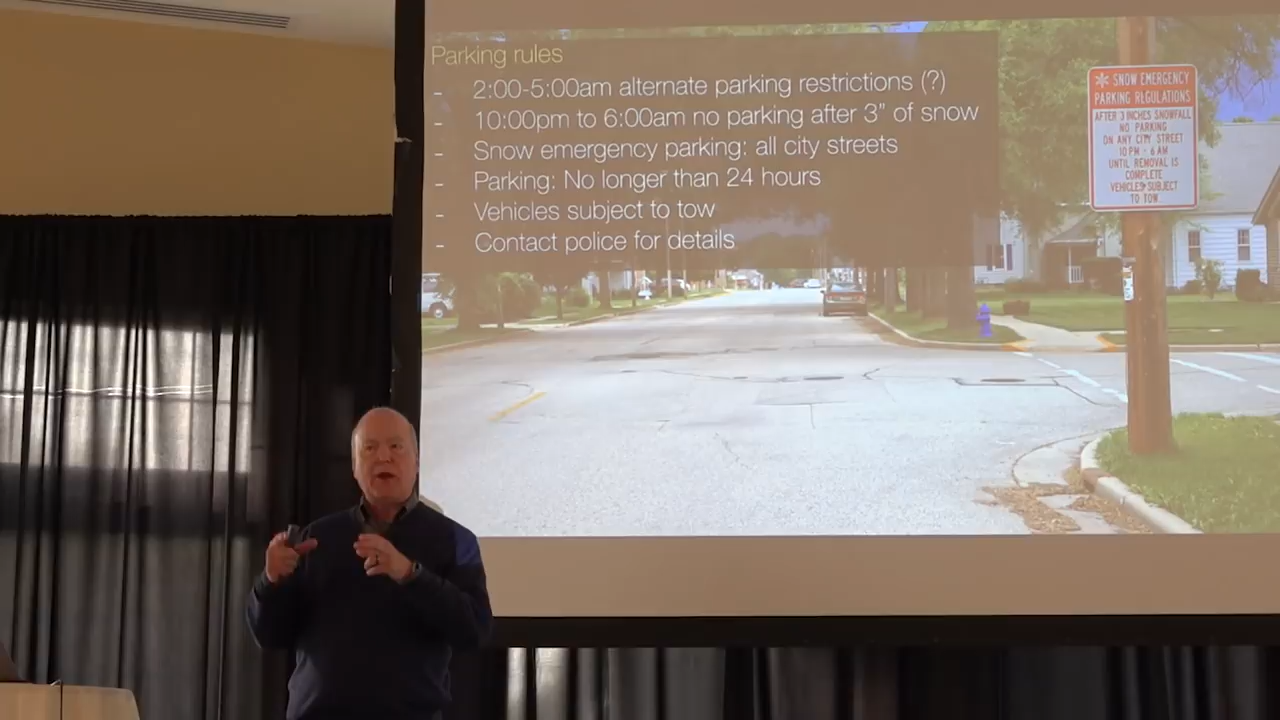 Parking rules
- 2:00-5:00am alternate parking restrictions (?)
- 10:00pm to 6:00am no parking after 3" of snow
- Snow emergency parking: all city streets
- Parking: No longer than 24 hours
- Vehicles subject to tow
- Contact police for details
SNOW EMERGENCY
PARKING REGULATIONS
AFTER 3 INCHES SNOWFALL
NO PARKING
ON ANY CITY STREET
10 PM - 6 AM
UNTIL REMOVAL IS
COMPLETE
VEHICLES SUBJECT
TO TOW